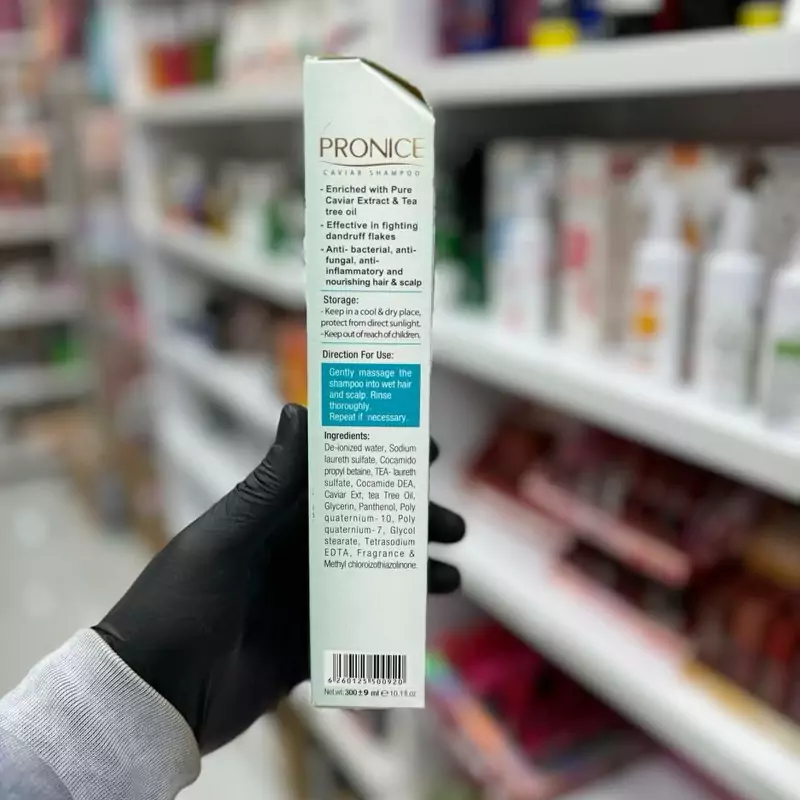 PRONICE
CAVIAR SHAMPOO
- Enriched with Pure
Caviar Extract & Tea
tree oil
- Effective in fighting
dandruff flakes
- Anti- bacterial, anti-
fungal, anti-
inflammatory and
nourishing hair & scalp
Storage:
- Keep in a cool & dry place,
protect from direct sunlight.
- Keep out of reach of children.
Direction For Use:
Gently massage the
shampoo into wet hair
and scalp. Rinse
thoroughly.
Repeat if necessary.
Ingredients:
De-ionized water, Sodium
laureth sulfate, Cocamido
propyl betaine, TEA- laureth
sulfate, Cocamide DEA,
Caviar Ext, tea Tree Oil,
Glycerin, Panthenol, Poly
quaternium- 10, Poly
quaternium- 7, Glycol
stearate, Tetrasodium
EDTA, Fragrance &
Methyl chloroizothiazolinone.
6 260125 500920
Net wt: 300 ± 9 ml e 10.1 fl.oz